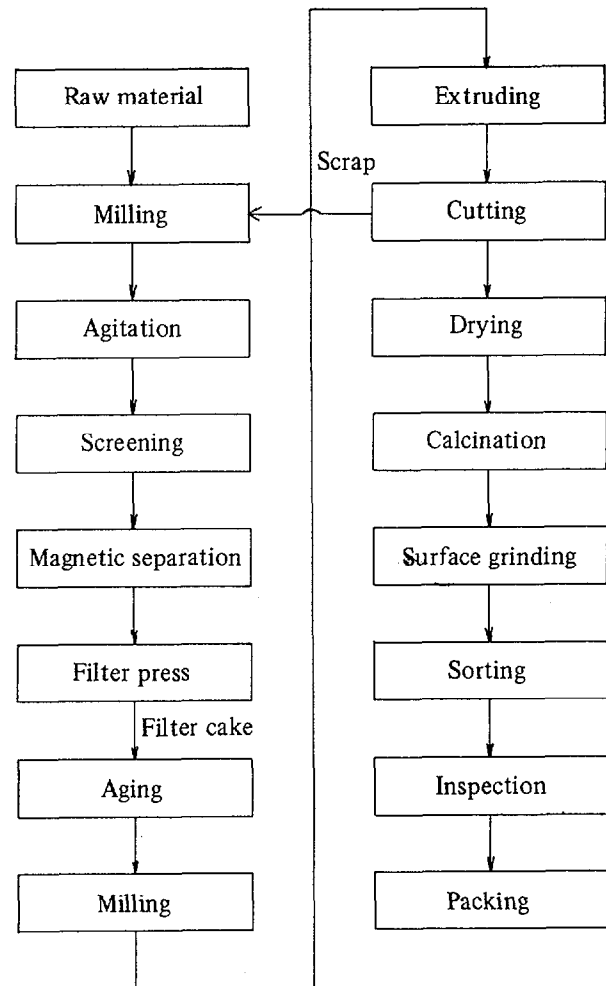 Raw material
Milling
Agitation
Screening
Magnetic separation
Filter press
Filter cake
Aging
Milling
Extruding
Scrap
Cutting
Drying
Calcination
Surface grinding
Sorting
Inspection
Packing